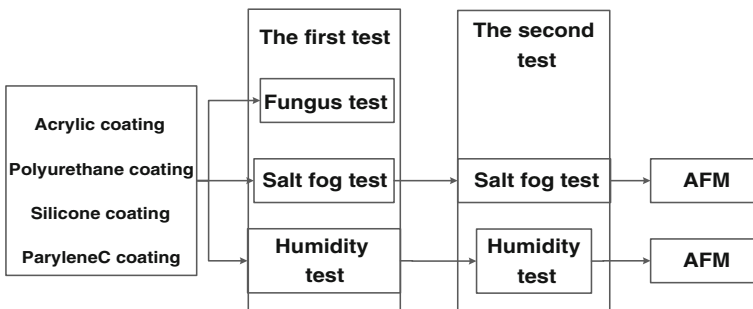 Acrylic coating
Polyurethane coating
Silicone coating
ParyleneC coating
The first test
Fungus test
Salt fog test
Humidity
test
The second
test
Salt fog test
Humidity
test
AFM
AFM